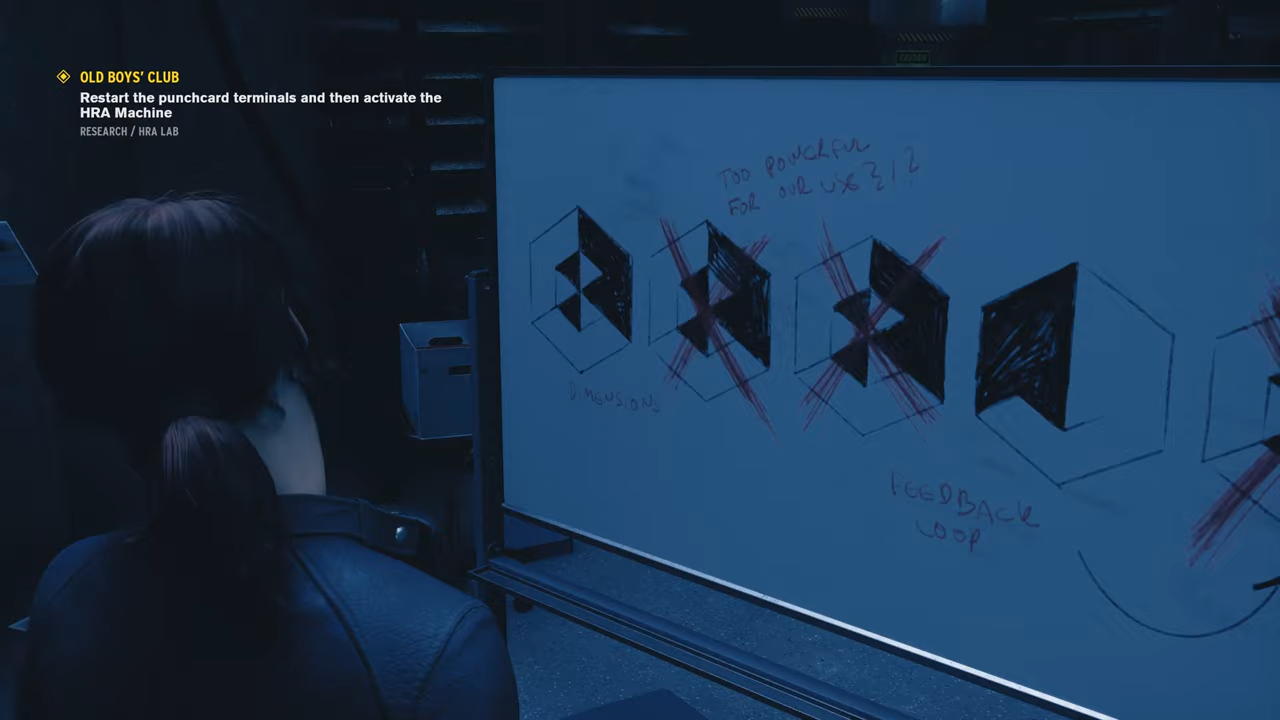 OLD BOYS' CLUB
Restart the punchcard terminals and then activate the
HRA Machine
RESEARCH / HRA LAB
TOO POWERFUL
FOR OUR USE?!?
DIMENSIONS
FEEDBACK
LOOP